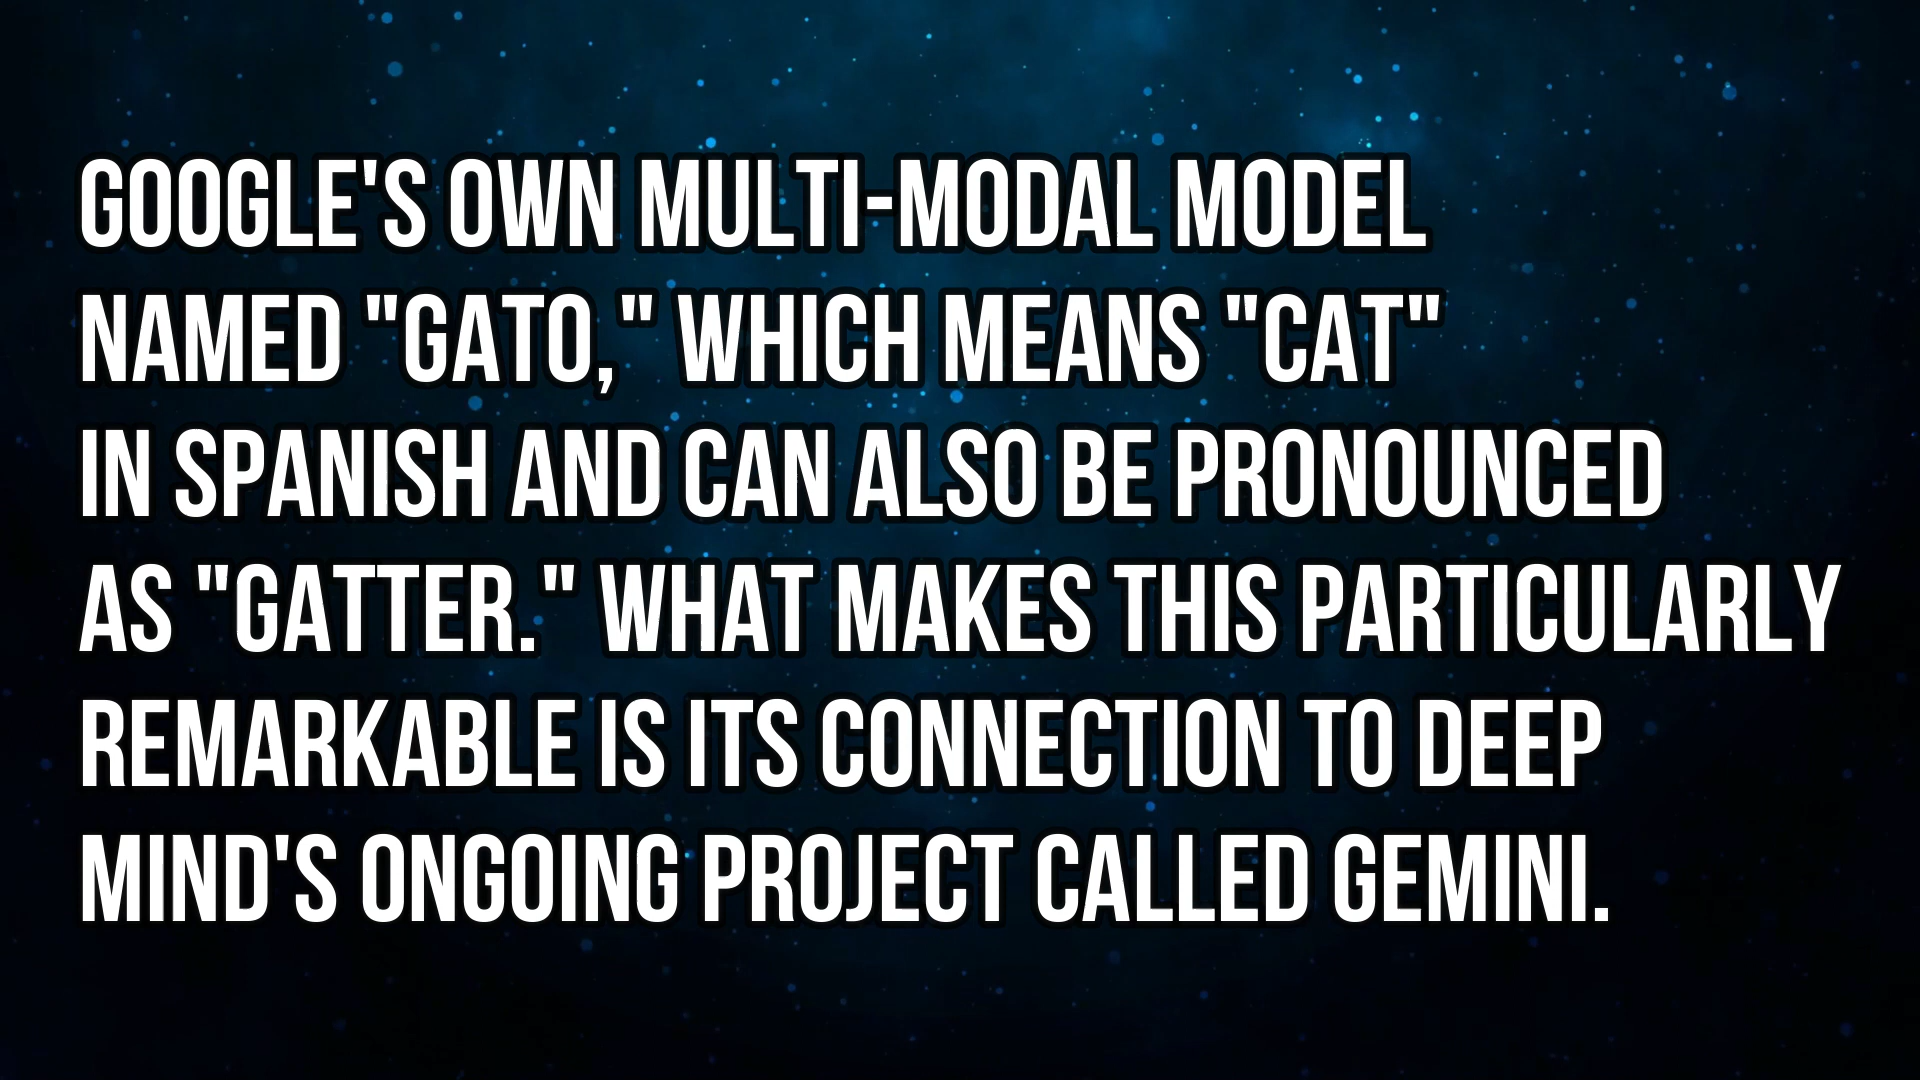 GOOGLE'S OWN MULTI-MODAL MODEL
NAMED "GATO," WHICH MEANS "CAT"
IN SPANISH AND CAN ALSO BE PRONOUNCED
AS "GATTER." WHAT MAKES THIS PARTICULARLY
REMARKABLE IS ITS CONNECTION TO DEEP
MIND'S ONGOING PROJECT CALLED GEMINI.